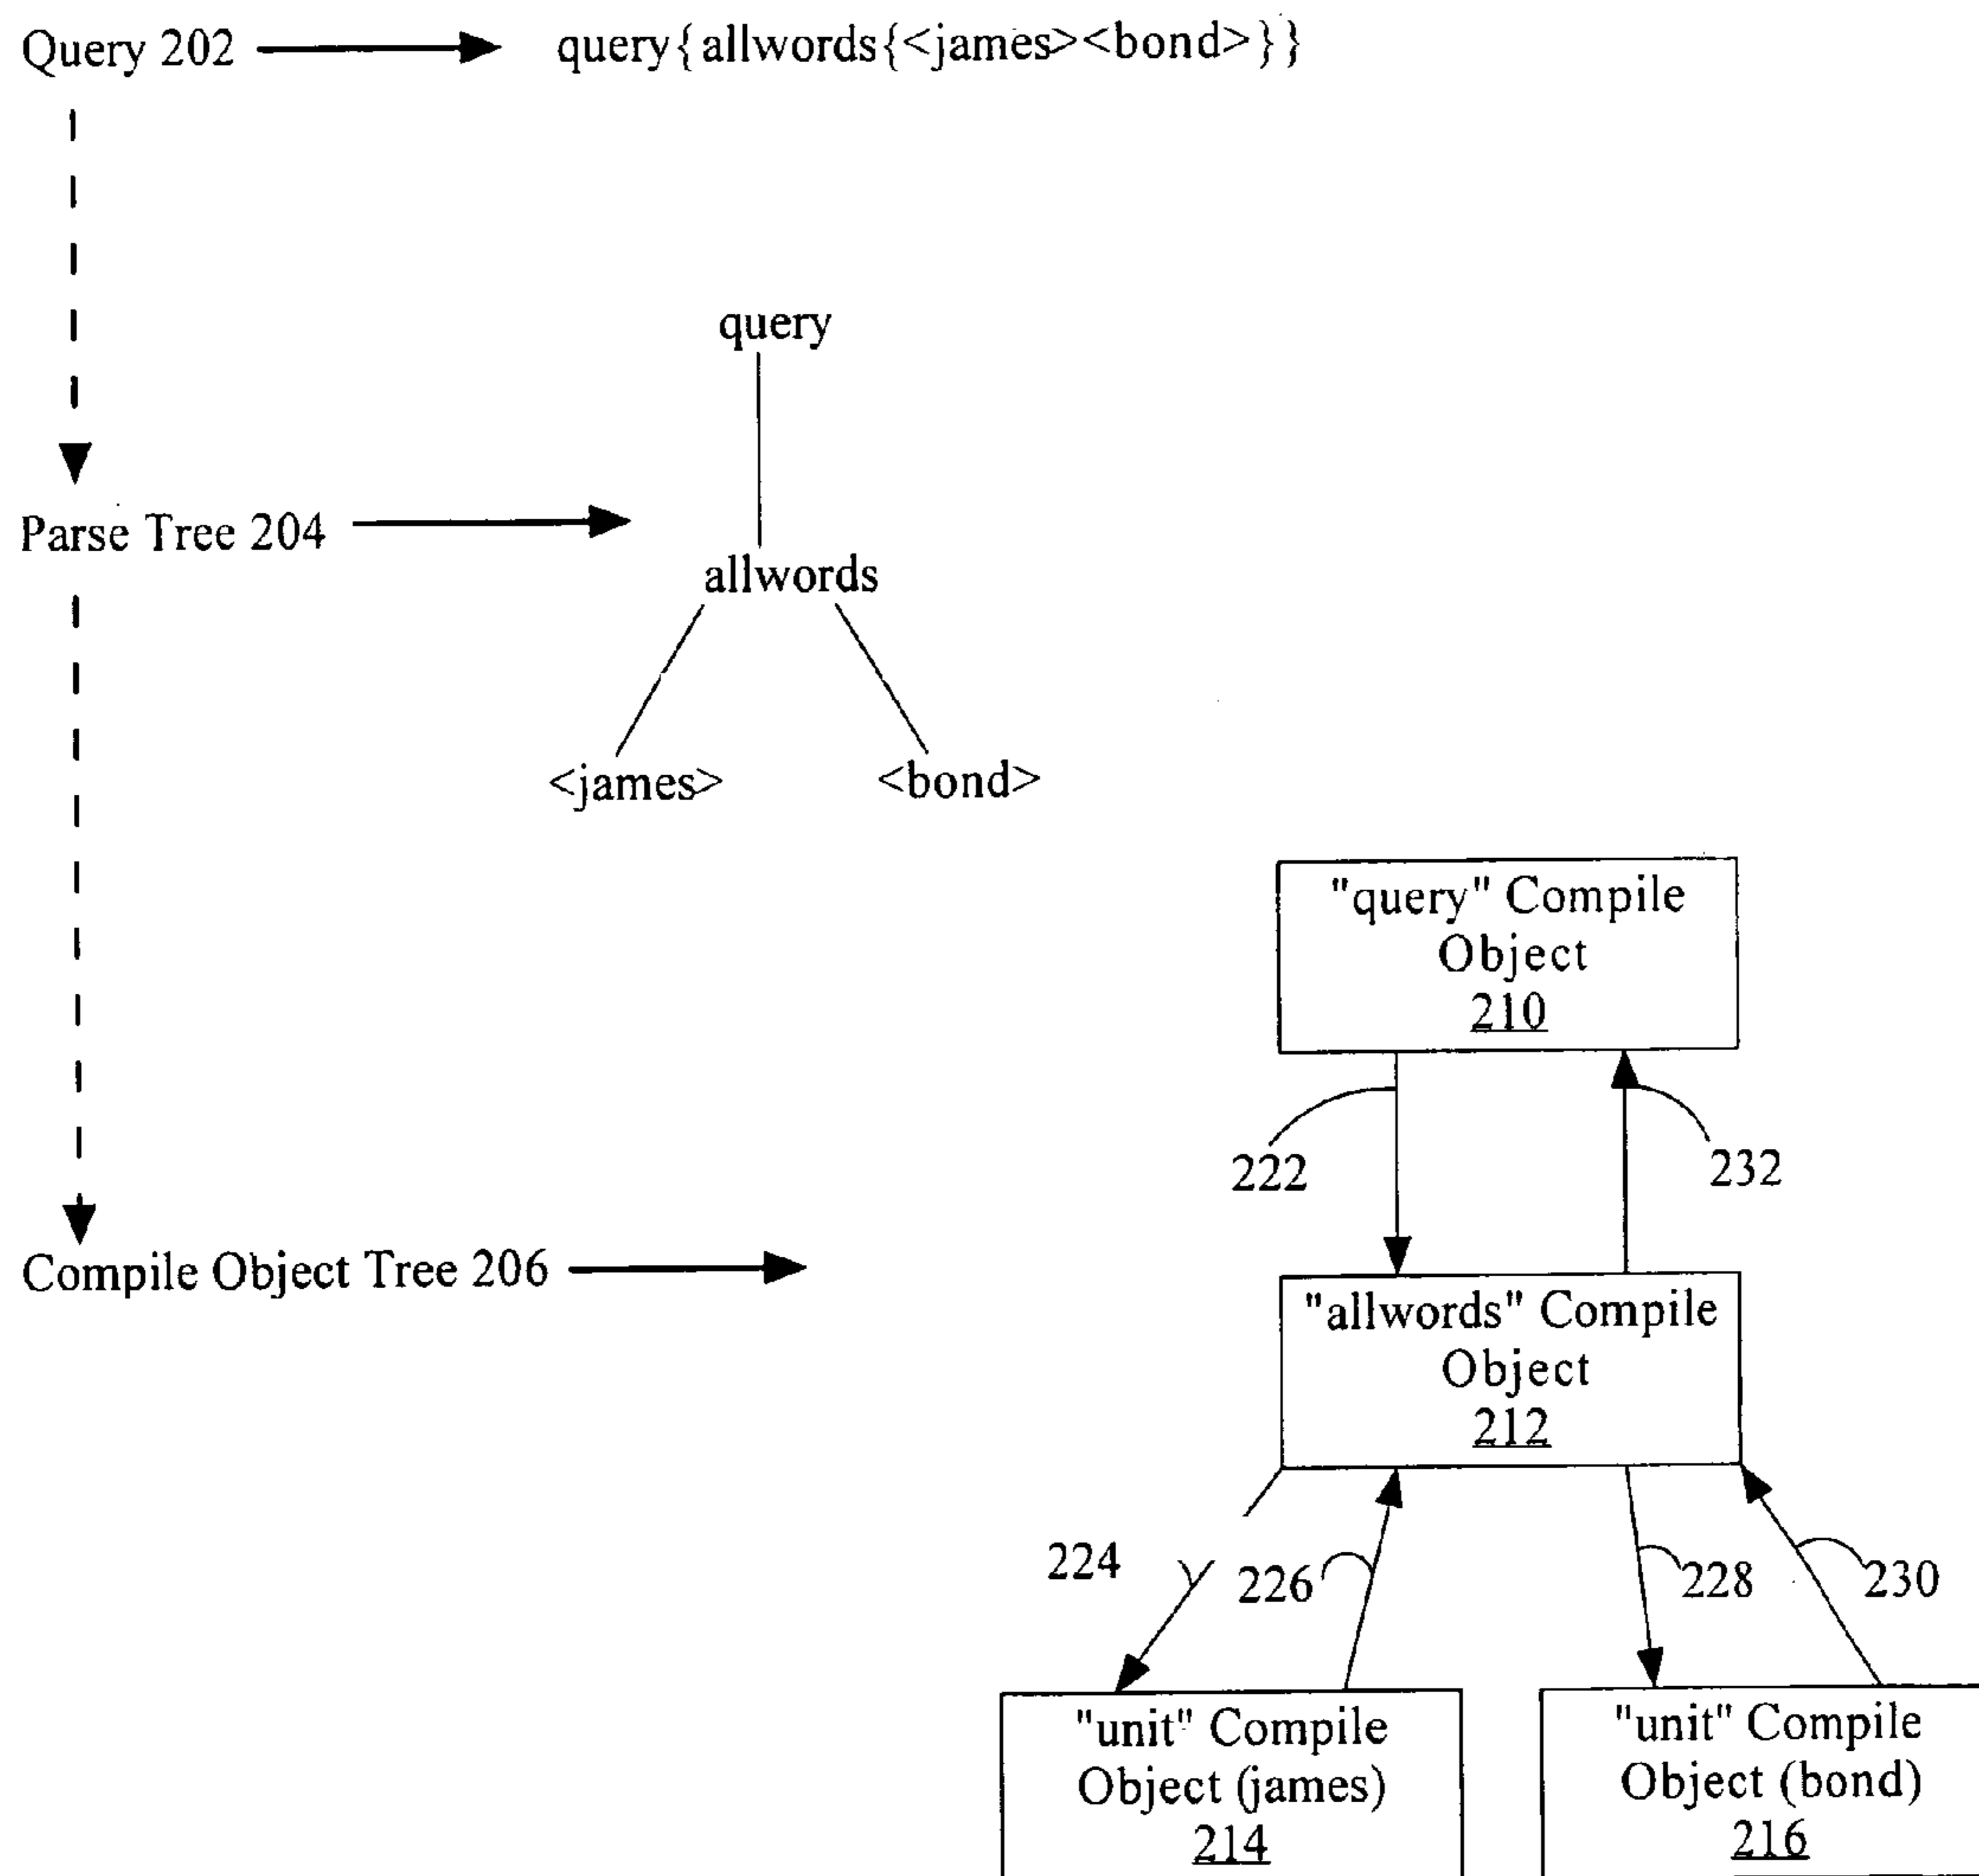 Query 202
query{allwords{<james><bond>}}
query
Parse Tree 204
allwords
<james>
<bond>
"query" Compile
Object
210
222
232
Compile Object Tree 206
"allwords" Compile
Object
212
224
226
228
230
"unit" Compile
Object (james)
214
"unit" Compile
Object (bond)
216